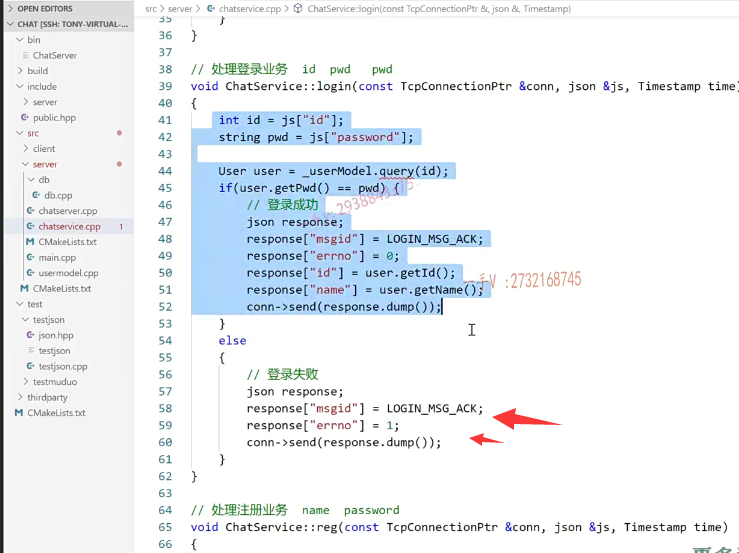 OPEN EDITORS
CHAT [SSH: TONY-VIRTUAL-...
bin
ChatServer
build
include
server
public.hpp
src
client
server
db
db.cpp
chatserver.cpp
chatservice.cpp 1
CMakeLists.txt
main.cpp
usermodel.cpp
CMakeLists.txt
test
testjson
json.hpp
testjson
testjson.cpp
testmuduo
thirdparty
CMakeLists.txt
src > server > chatservice.cpp > ChatService::login(const TcpConnectionPtr &, json &, Timestamp)
35 }
36 }
37
38 // 处理登录业务 id pwd pwd
39 void ChatService::login(const TcpConnectionPtr &conn, json &js, Timestamp time)
40 {
41 int id = js["id"];
42 string pwd = js["password"];
43
44 User user = _userModel.query(id);
45 if(user.getPwd() == pwd) {
46 // 登录成功
47 json response;
48 response["msgid"] = LOGIN_MSG_ACK;
49 response["errno"] = 0;
50 response["id"] = user.getId();
51 response["name"] = user.getName();
52 conn->send(response.dump());
53 }
54 else
55 {
56 // 登录失败
57 json response;
58 response["msgid"] = LOGIN_MSG_ACK;
59 response["errno"] = 1;
60 conn->send(response.dump());
61 }
62 }
63
64 // 处理注册业务 name password
65 void ChatService::reg(const TcpConnectionPtr &conn, json &js, Timestamp time)
66 {
一手V :2732168745